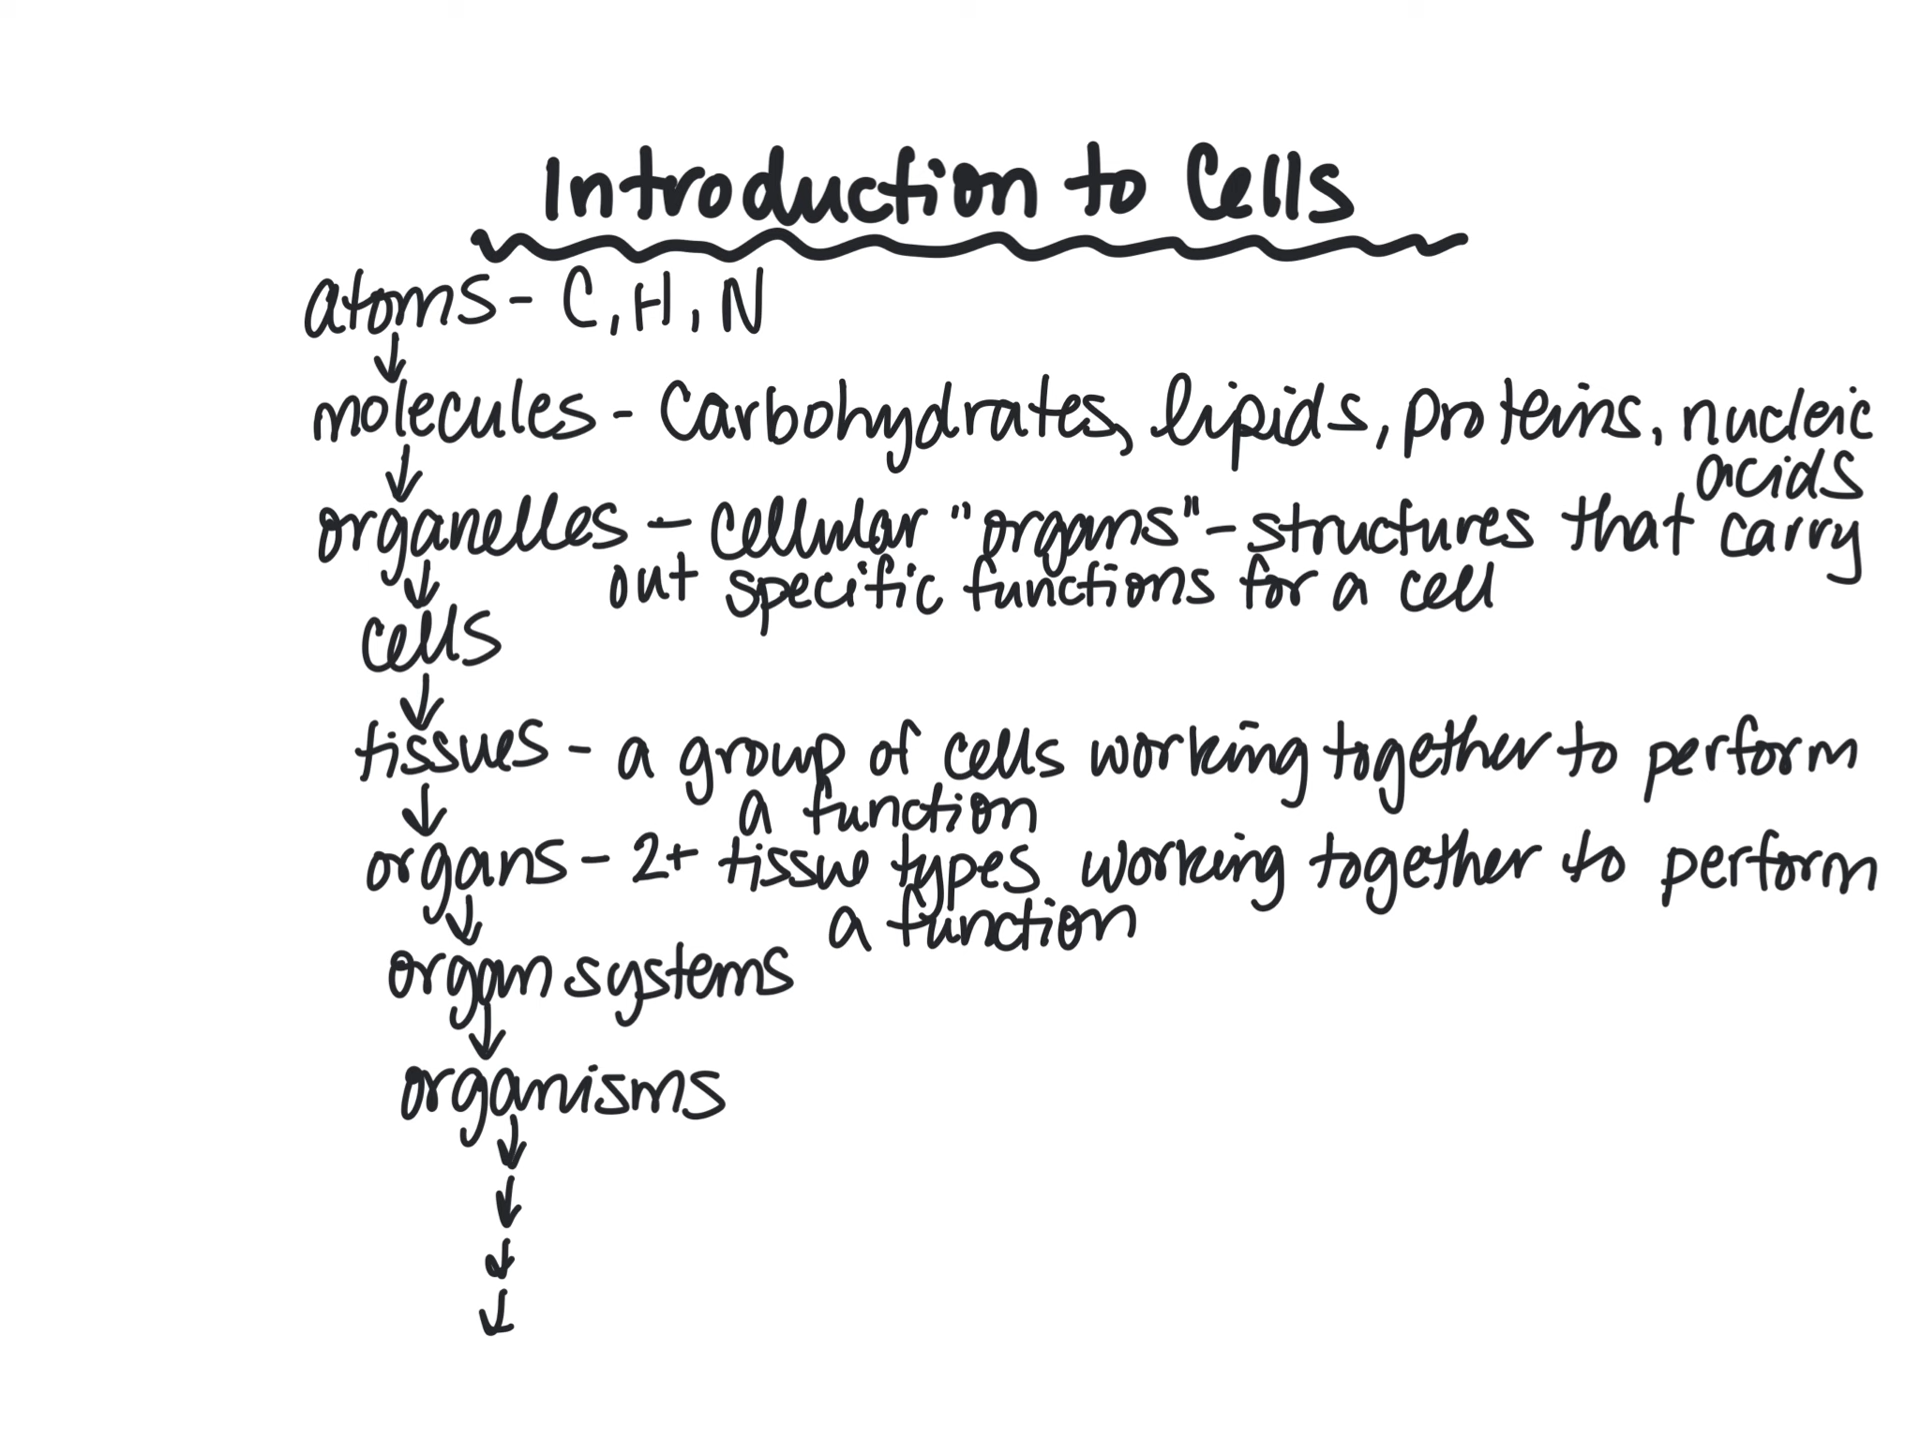 Introduction to Cells
atoms - C, H, N
↓
molecules - Carbohydrates, lipids, proteins, nucleic
acids
↓
organelles - cellular "organs" - structures that carry
out specific functions for a cell
↓
cells
↓
tissues - a group of cells working together to perform
a function
↓
organs - 2+ tissue types working together to perform
a function
↓
organ systems
↓
organisms
↓
↓
↓
↓